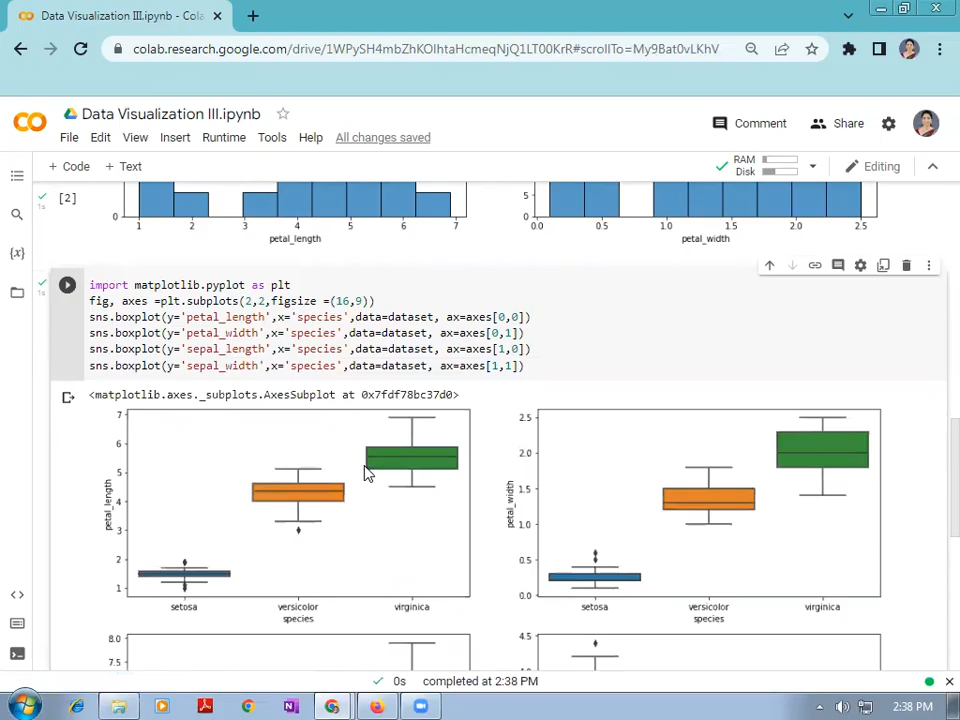 Data Visualization III.ipynb - Cola
colab.research.google.com/drive/1WPySH4mbZhKOlhtaHcmeqNjQ1LT00KrR#scrollTo=My9Bat0vLKhV
Data Visualization III.ipynb
File Edit View Insert Runtime Tools Help All changes saved
Comment Share
+ Code + Text
RAM
Disk
Editing
[2]
1s
0 1 2 3 4 5 6 7
petal_length
5
0
0.0 0.5 1.0 1.5 2.0 2.5
petal_width
1s
import matplotlib.pyplot as plt
fig, axes =plt.subplots(2,2,figsize =(16,9))
sns.boxplot(y='petal_length',x='species',data=dataset, ax=axes[0,0])
sns.boxplot(y='petal_width',x='species',data=dataset, ax=axes[0,1])
sns.boxplot(y='sepal_length',x='species',data=dataset, ax=axes[1,0])
sns.boxplot(y='sepal_width',x='species',data=dataset, ax=axes[1,1])
<matplotlib.axes._subplots.AxesSubplot at 0x7fdf78bc37d0>
7
6
5
4
3
2
1
petal_length
setosa versicolor virginica
species
2.5
2.0
1.5
1.0
0.5
0.0
petal_width
setosa versicolor virginica
species
8.0
7.5
4.5
0s completed at 2:38 PM
2:38 PM